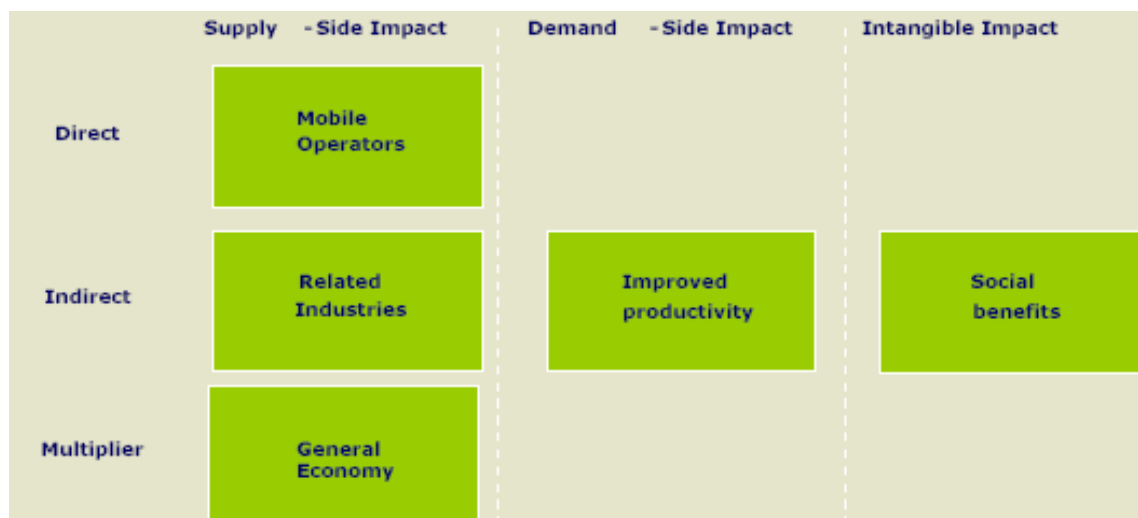 Supply - Side Impact
Demand - Side Impact
Intangible Impact
Direct
Mobile
Operators
Indirect
Related
Industries
Improved
productivity
Social
benefits
Multiplier
General
Economy